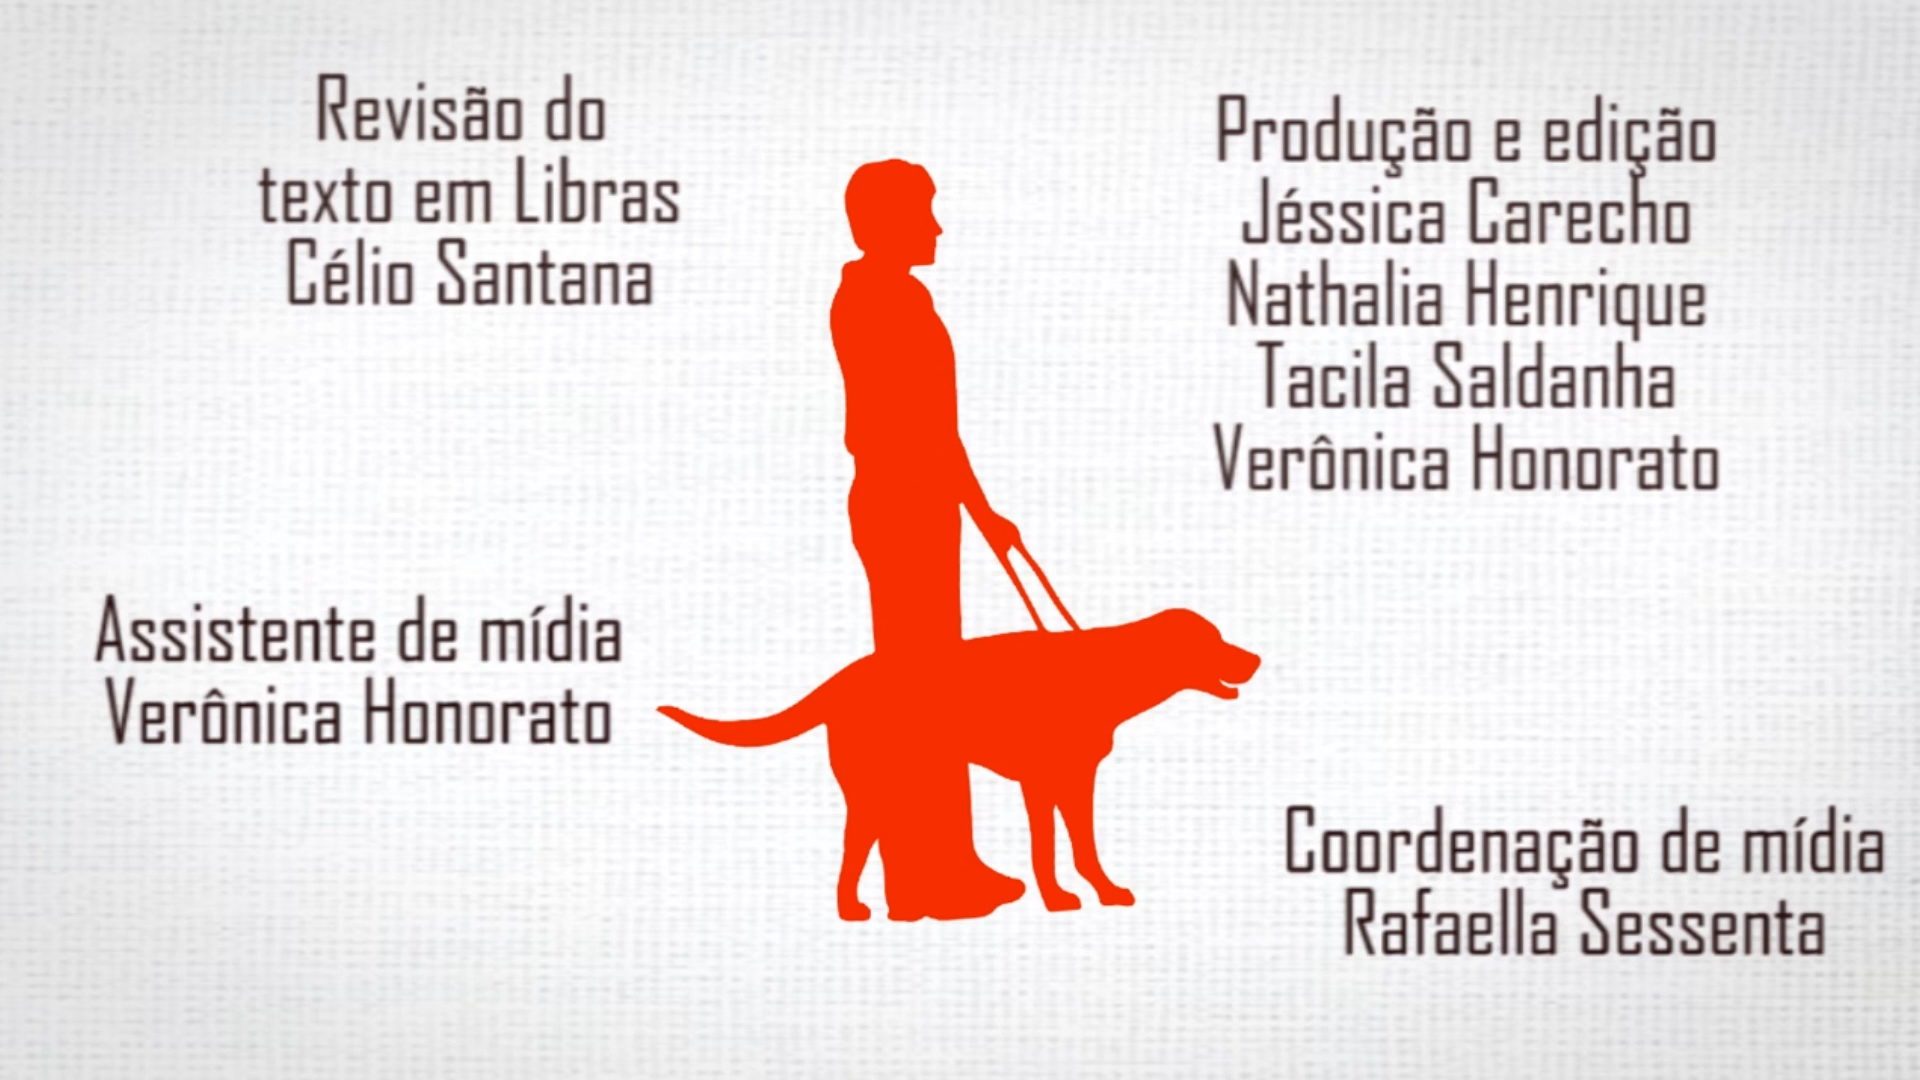 Revisão do
texto em Libras
Célio Santana
Produção e edição
Jéssica Carecho
Nathalia Henrique
Tacila Saldanha
Verônica Honorato
Assistente de mídia
Verônica Honorato
Coordenação de mídia
Rafaella Sessenta